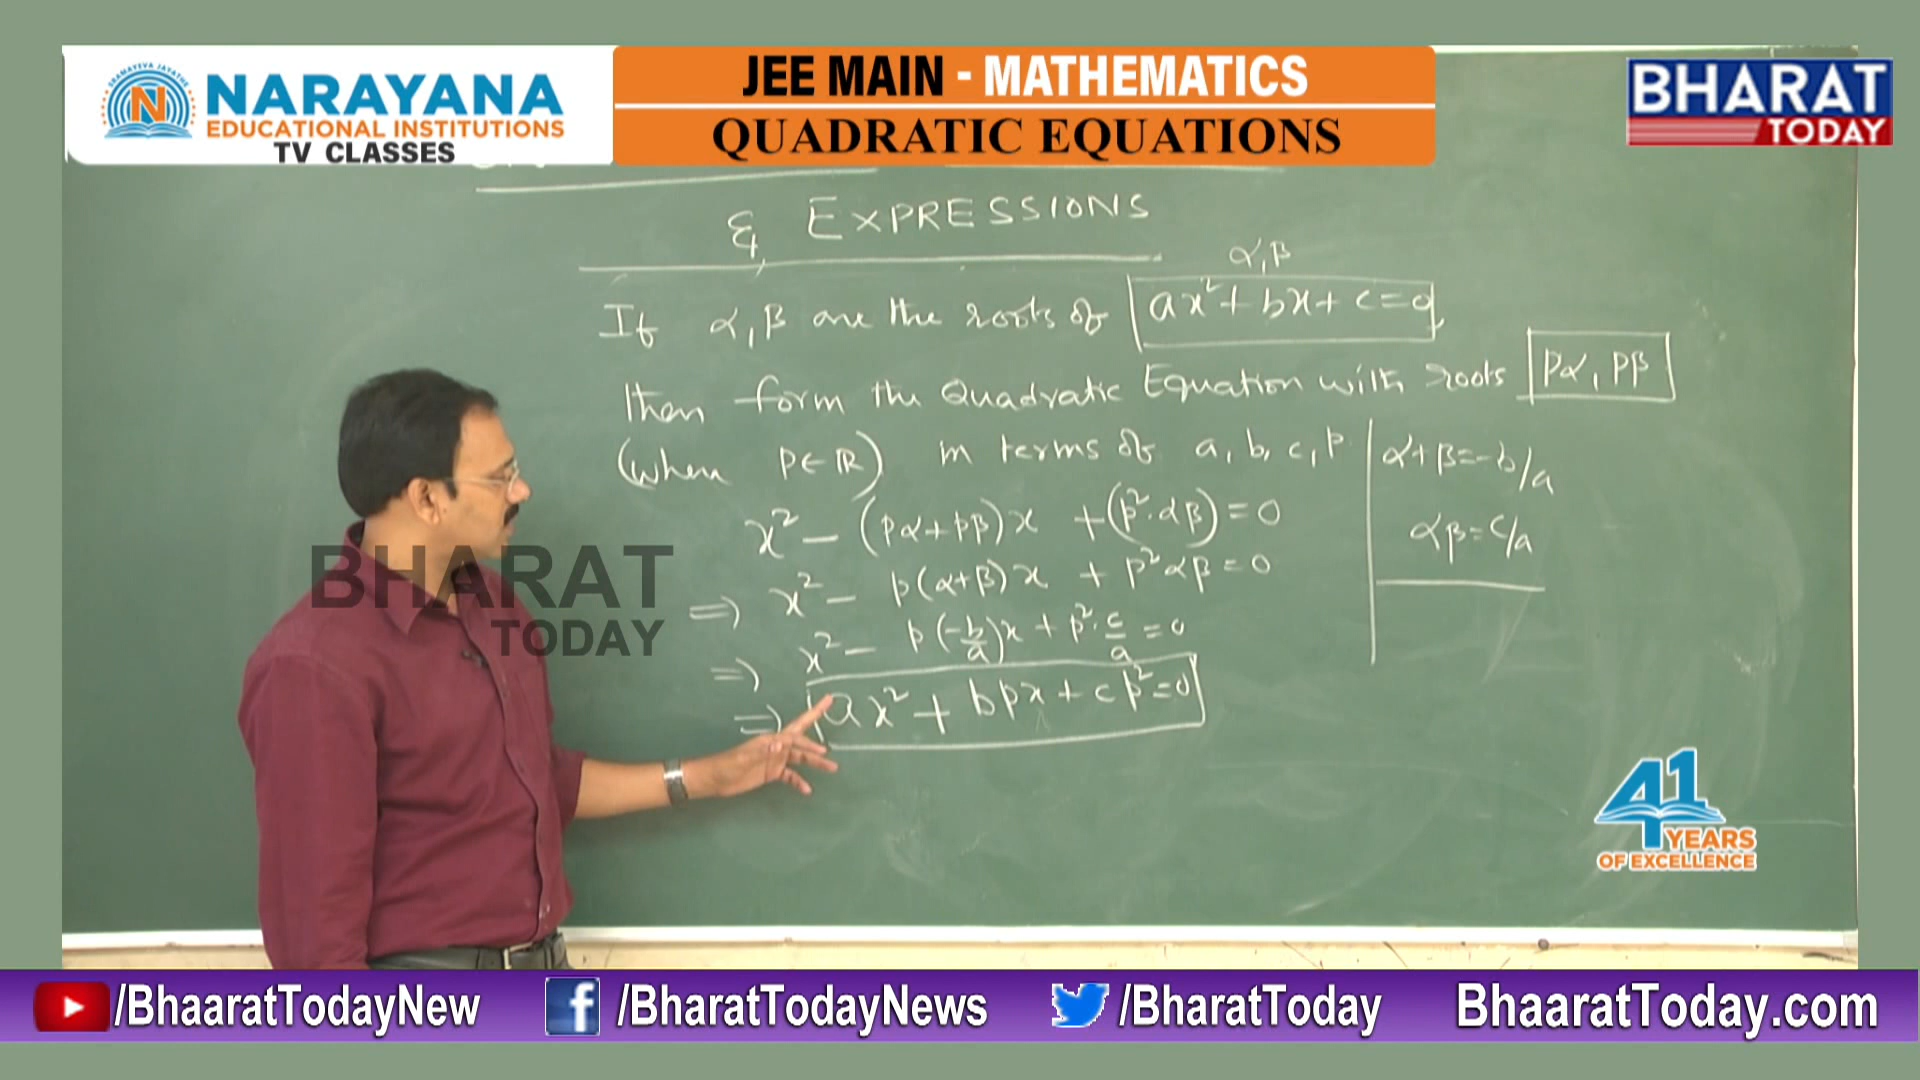 SRAMAYEVA JAYATHE
N
NARAYANA
EDUCATIONAL INSTITUTIONS
TV CLASSES
JEE MAIN - MATHEMATICS
QUADRATIC EQUATIONS
BHARAT
TODAY
& EXPRESSIONS
α,β
If α,β are the roots of ax²+bx+c=0,
then form the Quadratic Equation with roots Pα, Pβ
(when P∈ℝ) in terms of a, b, c, p
α+β=-b/a
αβ=c/a
x² - (pα+pβ)x + (p²·αβ)=0
=> x² - p(α+β)x + p²αβ=0
=> x² - p(-b/a)x + p²·c/a =0
=> ax² + bpx + cp²=0
BHARAT
TODAY
41
YEARS
OF EXCELLENCE
/BhaaratTodayNew
/BharatTodayNews
/BharatToday
BhaaratToday.com